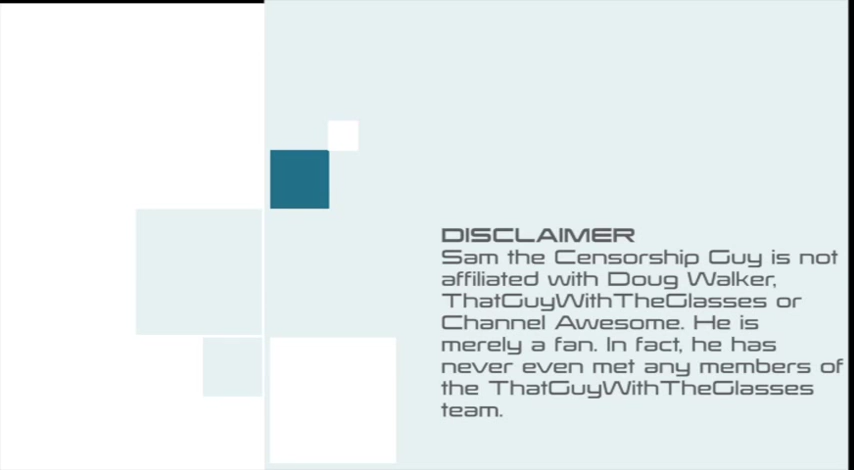 DISCLAIMER
Sam the Censorship Guy is not
affiliated with Doug Walker,
ThatGuyWithTheGlasses or
Channel Awesome. He is
merely a fan. In fact, he has
never even met any members of
the ThatGuyWithTheGlasses
team.